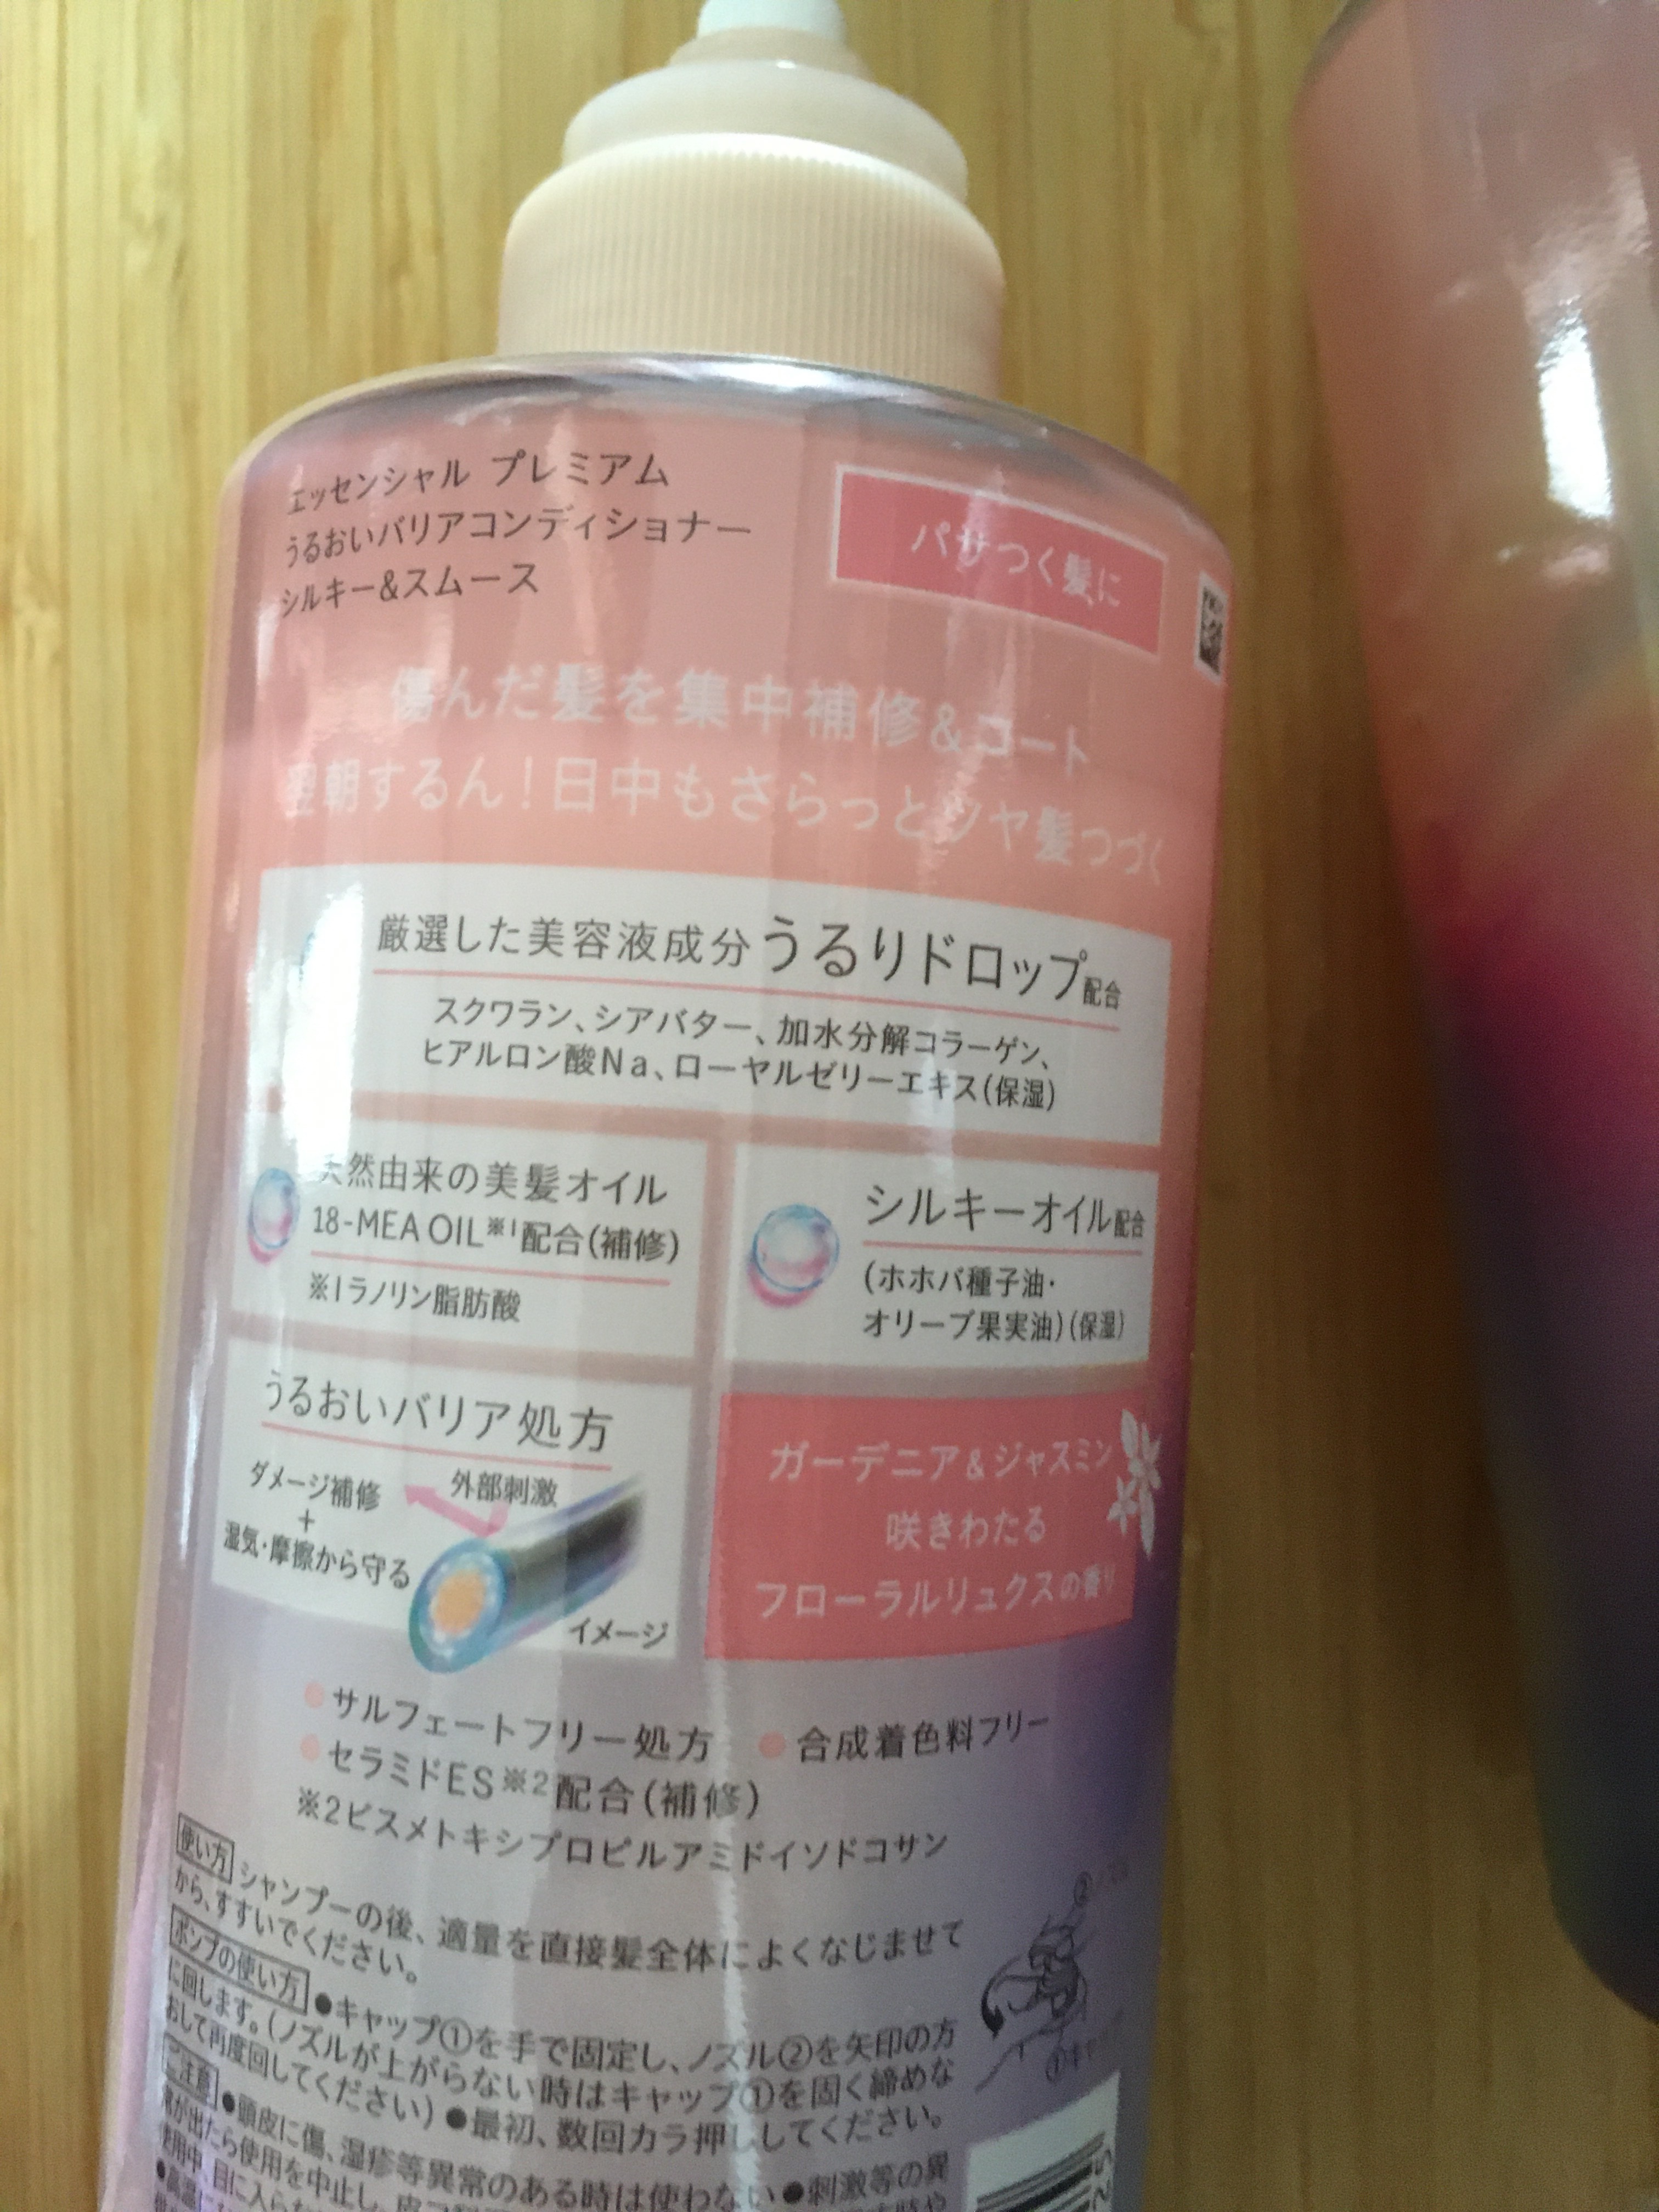 エッセンシャル プレミアム
うるおいバリアコンディショナー
シルキー&スムース
パサつく髪に
傷んだ髪を集中補修&コート
翌朝するん!日中もさらっとツヤ髪つづく
厳選した美容液成分うるりドロップ配合
スクワラン、シアバター、加水分解コラーゲン、
ヒアルロン酸Na、ローヤルゼリーエキス(保湿)
天然由来の美髪オイル
18-MEA OIL※1配合(補修)
※1ラノリン脂肪酸
シルキーオイル配合
(ホホバ種子油・
オリーブ果実油)(保湿)
うるおいバリア処方
ダメージ補修
+
湿気・摩擦から守る
外部刺激
イメージ
ガーデニア&ジャスミン
咲きわたる
フローラルリュクスの香り
サルフェートフリー処方
合成着色料フリー
セラミドES※2配合(補修)
※2ビスメトキシプロピルアミドイソドコサン
使い方 シャンプーの後、適量を直接髪全体によくなじませて
から、すすいでください。
ポンプの使い方 ●キャップ①を手で固定し、ノズル②を矢印の方
に回します。(ノズルが上がらない時はキャップ①を固く締めな
おして再度回してください) ●最初、数回カラ押ししてください。
ご注意 ●頭皮に傷、湿疹等異常のある時は使わない ●刺激等の異
常が出たら使用を中止し、
使用中、目に入ら
●高温